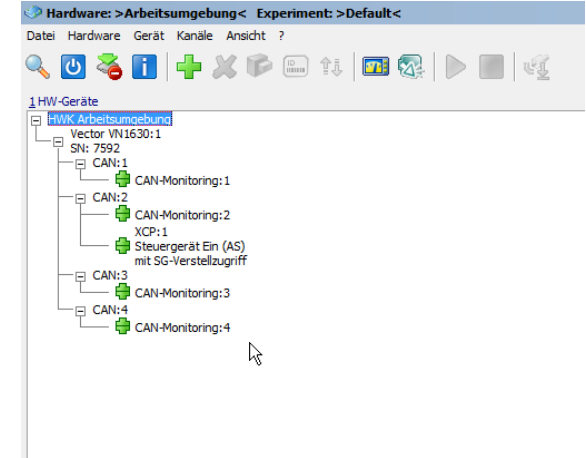 Hardware: >Arbeitsumgebung< Experiment: >Default<
Datei Hardware Gerät Kanäle Ansicht ?
1 HW-Geräte
HWK Arbeitsumgebung
Vector VN1630:1
SN: 7592
CAN:1
CAN-Monitoring:1
CAN:2
CAN-Monitoring:2
XCP:1
Steuergerät Ein (AS)
mit SG-Verstellzugriff
CAN:3
CAN-Monitoring:3
CAN:4
CAN-Monitoring:4